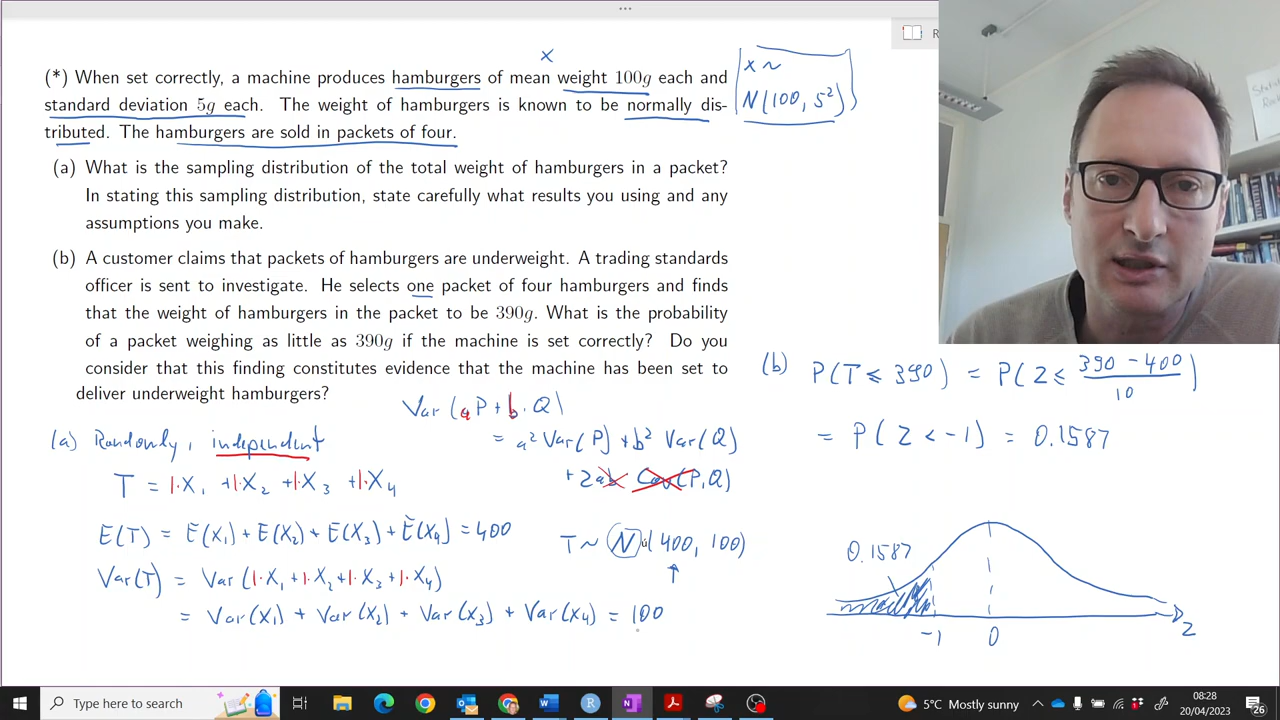 x
(*) When set correctly, a machine produces hamburgers of mean weight 100g each and
standard deviation 5g each. The weight of hamburgers is known to be normally dis-
tributed. The hamburgers are sold in packets of four.
x ~
N(100, 5²)
(a) What is the sampling distribution of the total weight of hamburgers in a packet?
In stating this sampling distribution, state carefully what results you using and any
assumptions you make.
(b) A customer claims that packets of hamburgers are underweight. A trading standards
officer is sent to investigate. He selects one packet of four hamburgers and finds
that the weight of hamburgers in the packet to be 390g. What is the probability
of a packet weighing as little as 390g if the machine is set correctly? Do you
consider that this finding constitutes evidence that the machine has been set to
deliver underweight hamburgers?
Var(aP + b.Q)
= a² Var(P) + b² Var(Q)
+2ab Cov(P,Q)
(a) Randomly, independent
T = 1.X₁ +1.X₂ +1.X₃ +1.X₄
E(T) = E(X₁) + E(X₂) + E(X₃) + E(X₄) = 400
Var(T) = Var(1.X₁ + 1.X₂ + 1.X₃ + 1.X₄)
= Var(X₁) + Var(X₂) + Var(X₃) + Var(X₄) = 100
T ~ N(400, 100)
(b) P(T ≤ 390) = P(Z ≤ (390 - 400)/10)
= P(Z < -1) = 0.1587
0.1587
-1 0 Z
Type here to search
5°C Mostly sunny
08:28
20/04/2023
26